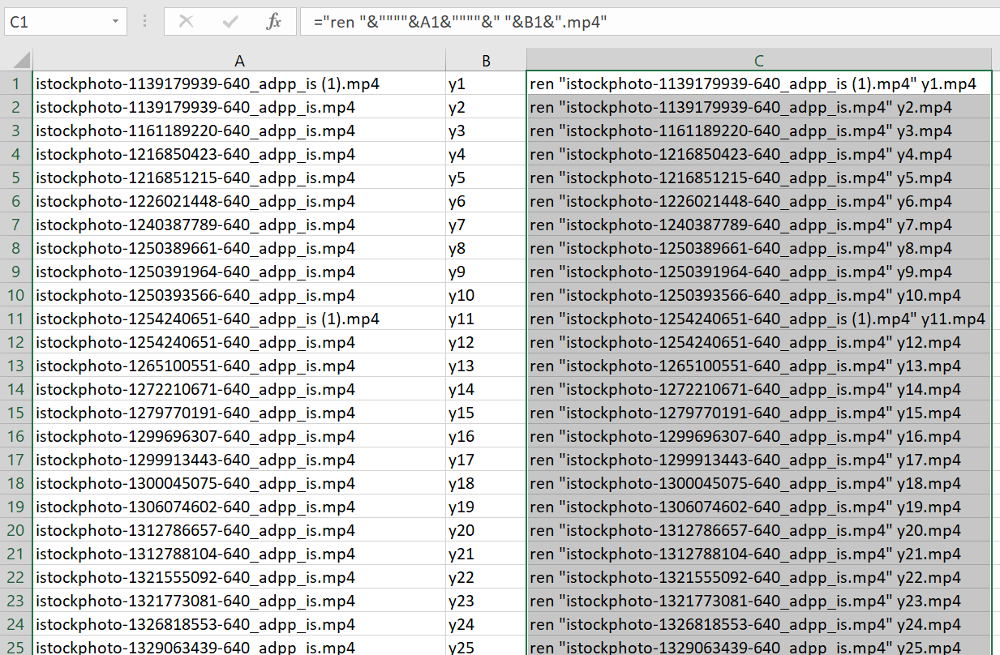 C1 fx ="ren "&""""&A1&""""&" "&B1&".mp4"
A B C
1 istockphoto-1139179939-640_adpp_is (1).mp4 y1 ren "istockphoto-1139179939-640_adpp_is (1).mp4" y1.mp4
2 istockphoto-1139179939-640_adpp_is.mp4 y2 ren "istockphoto-1139179939-640_adpp_is.mp4" y2.mp4
3 istockphoto-1161189220-640_adpp_is.mp4 y3 ren "istockphoto-1161189220-640_adpp_is.mp4" y3.mp4
4 istockphoto-1216850423-640_adpp_is.mp4 y4 ren "istockphoto-1216850423-640_adpp_is.mp4" y4.mp4
5 istockphoto-1216851215-640_adpp_is.mp4 y5 ren "istockphoto-1216851215-640_adpp_is.mp4" y5.mp4
6 istockphoto-1226021448-640_adpp_is.mp4 y6 ren "istockphoto-1226021448-640_adpp_is.mp4" y6.mp4
7 istockphoto-1240387789-640_adpp_is.mp4 y7 ren "istockphoto-1240387789-640_adpp_is.mp4" y7.mp4
8 istockphoto-1250389661-640_adpp_is.mp4 y8 ren "istockphoto-1250389661-640_adpp_is.mp4" y8.mp4
9 istockphoto-1250391964-640_adpp_is.mp4 y9 ren "istockphoto-1250391964-640_adpp_is.mp4" y9.mp4
10 istockphoto-1250393566-640_adpp_is.mp4 y10 ren "istockphoto-1250393566-640_adpp_is.mp4" y10.mp4
11 istockphoto-1254240651-640_adpp_is (1).mp4 y11 ren "istockphoto-1254240651-640_adpp_is (1).mp4" y11.mp4
12 istockphoto-1254240651-640_adpp_is.mp4 y12 ren "istockphoto-1254240651-640_adpp_is.mp4" y12.mp4
13 istockphoto-1265100551-640_adpp_is.mp4 y13 ren "istockphoto-1265100551-640_adpp_is.mp4" y13.mp4
14 istockphoto-1272210671-640_adpp_is.mp4 y14 ren "istockphoto-1272210671-640_adpp_is.mp4" y14.mp4
15 istockphoto-1279770191-640_adpp_is.mp4 y15 ren "istockphoto-1279770191-640_adpp_is.mp4" y15.mp4
16 istockphoto-1299696307-640_adpp_is.mp4 y16 ren "istockphoto-1299696307-640_adpp_is.mp4" y16.mp4
17 istockphoto-1299913443-640_adpp_is.mp4 y17 ren "istockphoto-1299913443-640_adpp_is.mp4" y17.mp4
18 istockphoto-1300045075-640_adpp_is.mp4 y18 ren "istockphoto-1300045075-640_adpp_is.mp4" y18.mp4
19 istockphoto-1306074602-640_adpp_is.mp4 y19 ren "istockphoto-1306074602-640_adpp_is.mp4" y19.mp4
20 istockphoto-1312786657-640_adpp_is.mp4 y20 ren "istockphoto-1312786657-640_adpp_is.mp4" y20.mp4
21 istockphoto-1312788104-640_adpp_is.mp4 y21 ren "istockphoto-1312788104-640_adpp_is.mp4" y21.mp4
22 istockphoto-1321555092-640_adpp_is.mp4 y22 ren "istockphoto-1321555092-640_adpp_is.mp4" y22.mp4
23 istockphoto-1321773081-640_adpp_is.mp4 y23 ren "istockphoto-1321773081-640_adpp_is.mp4" y23.mp4
24 istockphoto-1326818553-640_adpp_is.mp4 y24 ren "istockphoto-1326818553-640_adpp_is.mp4" y24.mp4
25 istockphoto-1329063439-640_adpp_is.mp4 y25 ren "istockphoto-1329063439-640_adpp_is.mp4" y25.mp4